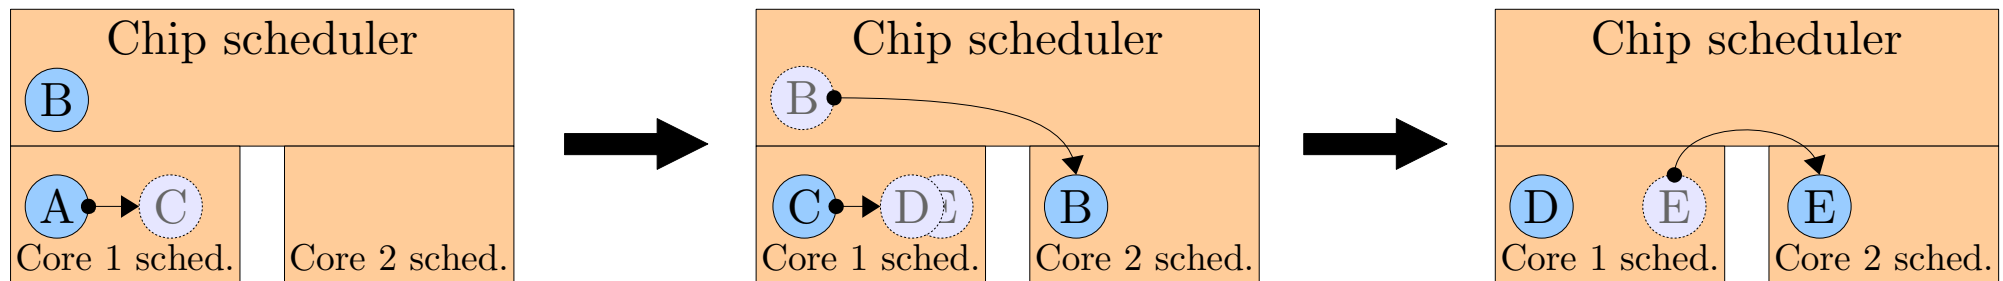 Chip scheduler
B
A
C
Core 1 sched.
Core 2 sched.
Chip scheduler
B
C
D
E
B
Core 1 sched.
Core 2 sched.
Chip scheduler
D
E
E
Core 1 sched.
Core 2 sched.